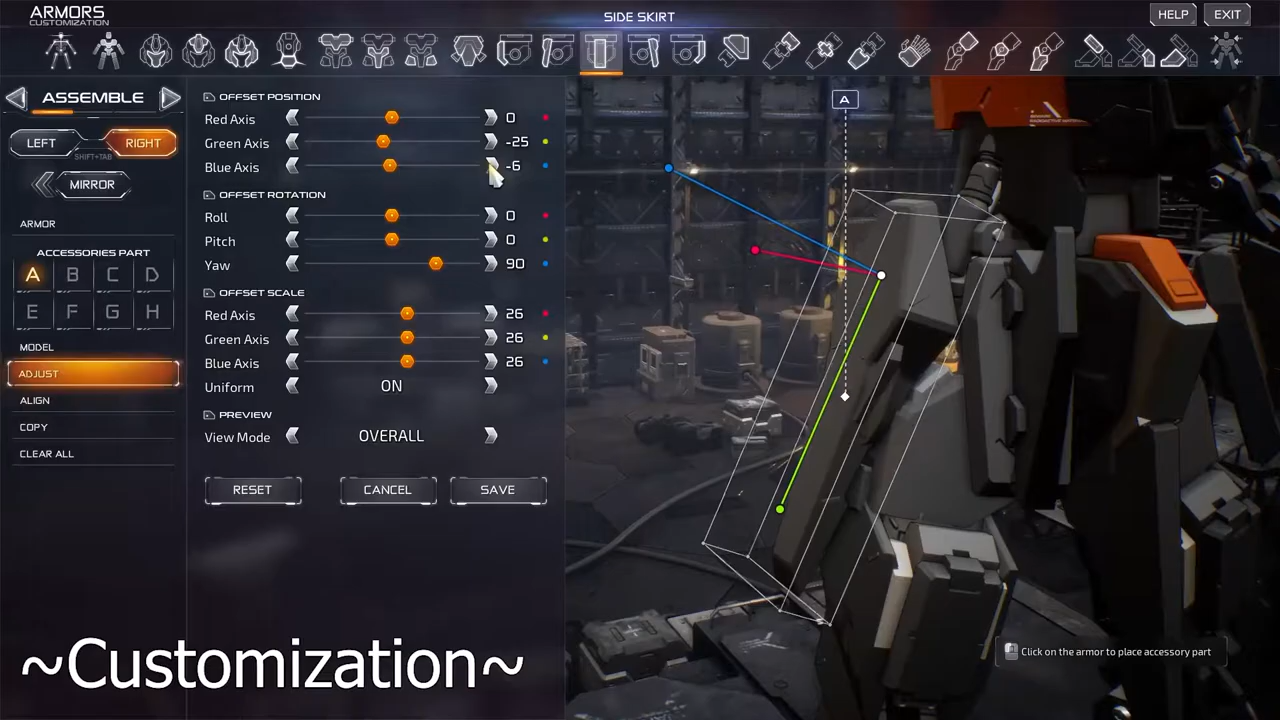 ARMORS
CUSTOMIZATION
SIDE SKIRT
HELP
EXIT
ASSEMBLE
LEFT
RIGHT
SHIFT+TAB
MIRROR
ARMOR
ACCESSORIES PART
A B C D
E F G H
MODEL
ADJUST
ALIGN
COPY
CLEAR ALL
OFFSET POSITION
Red Axis 0
Green Axis -25
Blue Axis -6
OFFSET ROTATION
Roll 0
Pitch 0
Yaw 90
OFFSET SCALE
Red Axis 26
Green Axis 26
Blue Axis 26
Uniform ON
PREVIEW
View Mode OVERALL
RESET
CANCEL
SAVE
A
Click on the armor to place accessory part
~Customization~